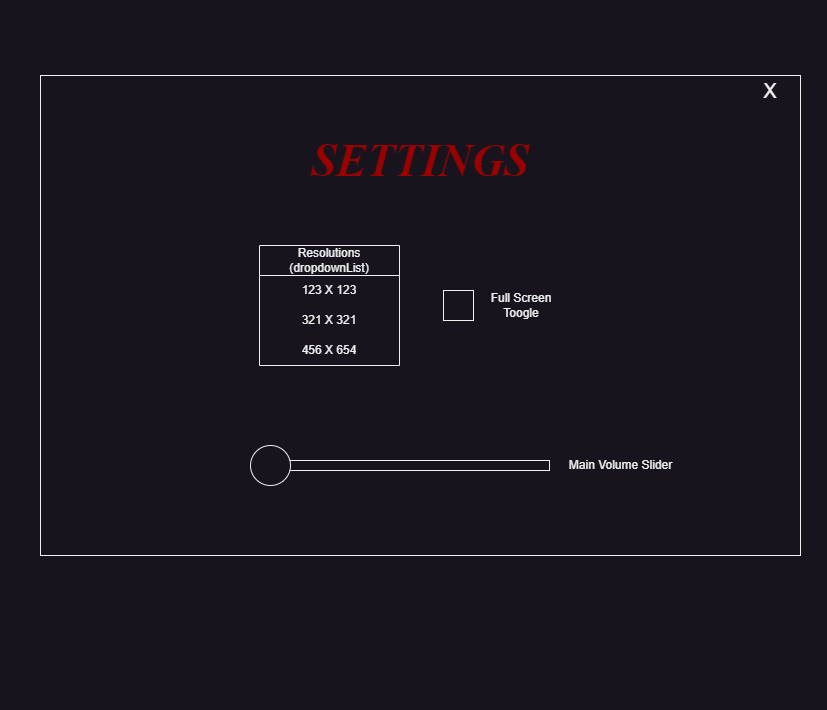 X
SETTINGS
Resolutions
(dropdownList)
123 X 123
321 X 321
456 X 654
Full Screen
Toogle
Main Volume Slider